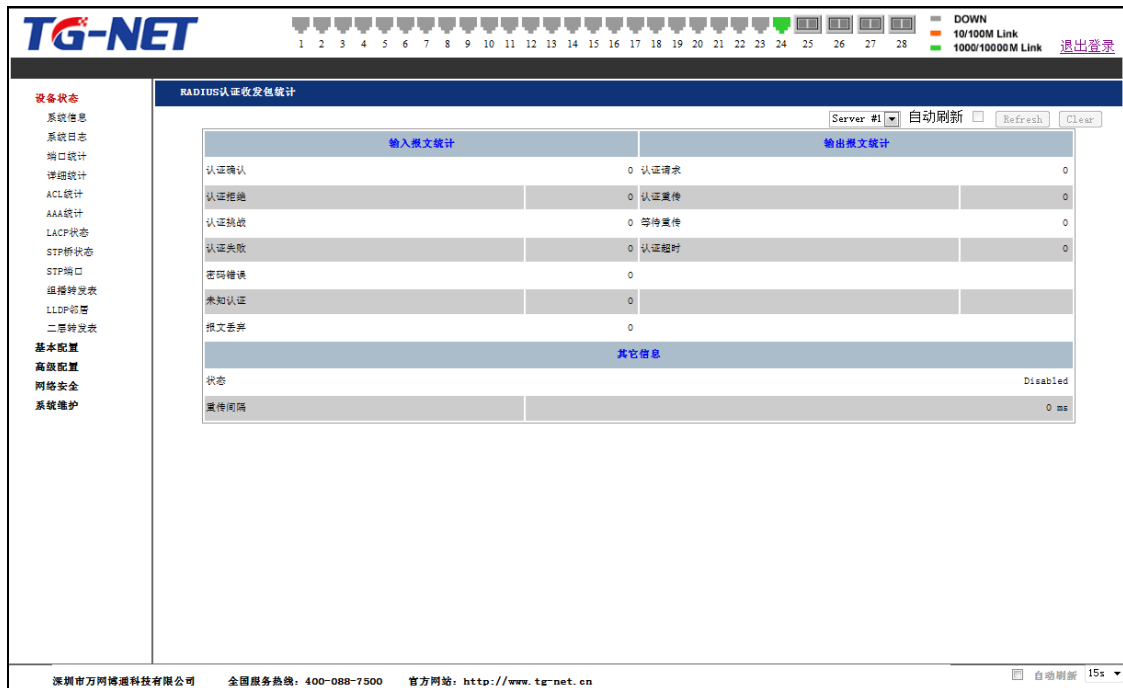 TG-NET
1 2 3 4 5 6 7 8 9 10 11 12 13 14 15 16 17 18 19 20 21 22 23 24 25 26 27 28
DOWN
10/100M Link
1000/10000M Link
退出登录
设备状态
系统信息
系统日志
端口统计
详细统计
ACL统计
AAA统计
LACP状态
STP桥状态
STP端口
组播转发表
LLDP邻居
二层转发表
基本配置
高级配置
网络安全
系统维护
RADIUS认证收发包统计
Server #1 自动刷新 Refresh Clear
输入报文统计 输出报文统计
认证确认 0 认证请求 0
认证拒绝 0 认证重传 0
认证挑战 0 等待重传 0
认证失败 0 认证超时 0
密码错误 0
未知认证 0
报文丢弃 0
其它信息
状态 Disabled
重传间隔 0 ms
深圳市万网博通科技有限公司 全国服务热线：400-088-7500 官方网站：http://www.tg-net.cn
自动刷新 15s